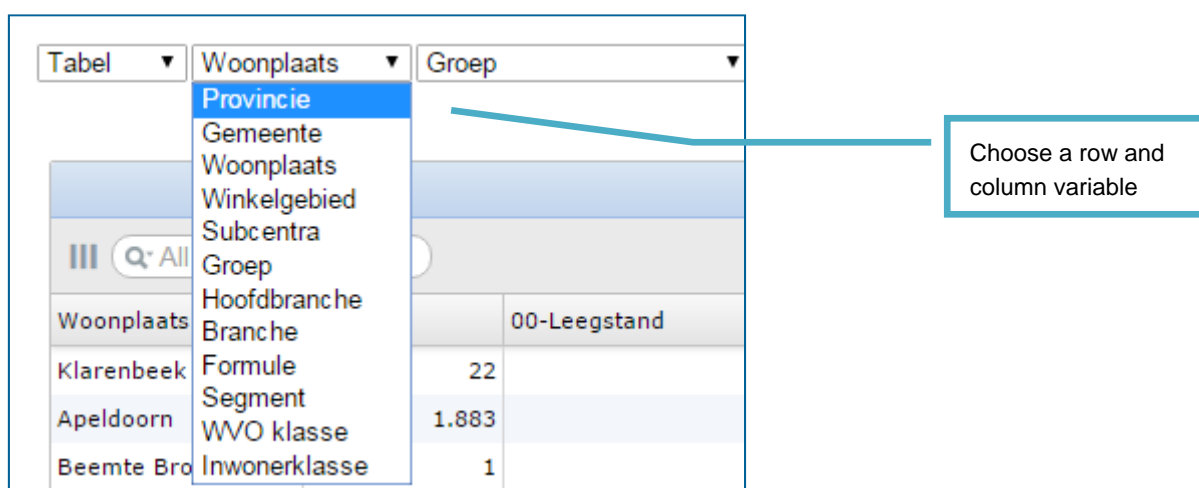 Tabel Woonplaats Groep
Provincie
Gemeente
Woonplaats
Winkelgebied
Subcentra
Groep
Hoofdbranche
Branche
Formule
Segment
WVO klasse
Inwonerklasse
Choose a row and
column variable
All
Woonplaats 00-Leegstand
Klarenbeek 22
Apeldoorn 1.883
Beemte Bro 1